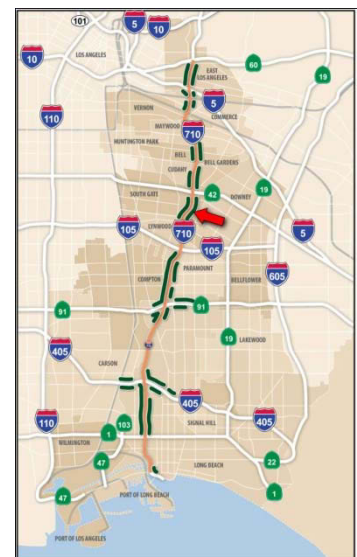 101
5
10
10
LOS ANGELES
EAST
LOS ANGELES
60
19
VERNON
5
COMMERCE
110
MAYWOOD
710
HUNTINGTON PARK
BELL
BELL GARDENS
CUDAHY
SOUTH GATE
42
DOWNEY
19
105
LYNWOOD
710
105
5
PARAMOUNT
COMPTON
BELLFLOWER
605
91
91
19
LAKEWOOD
405
CARSON
405
405
110
103
1
SIGNAL HILL
WILMINGTON
47
LONG BEACH
22
1
47
PORT OF LONG BEACH
PORT OF LOS ANGELES